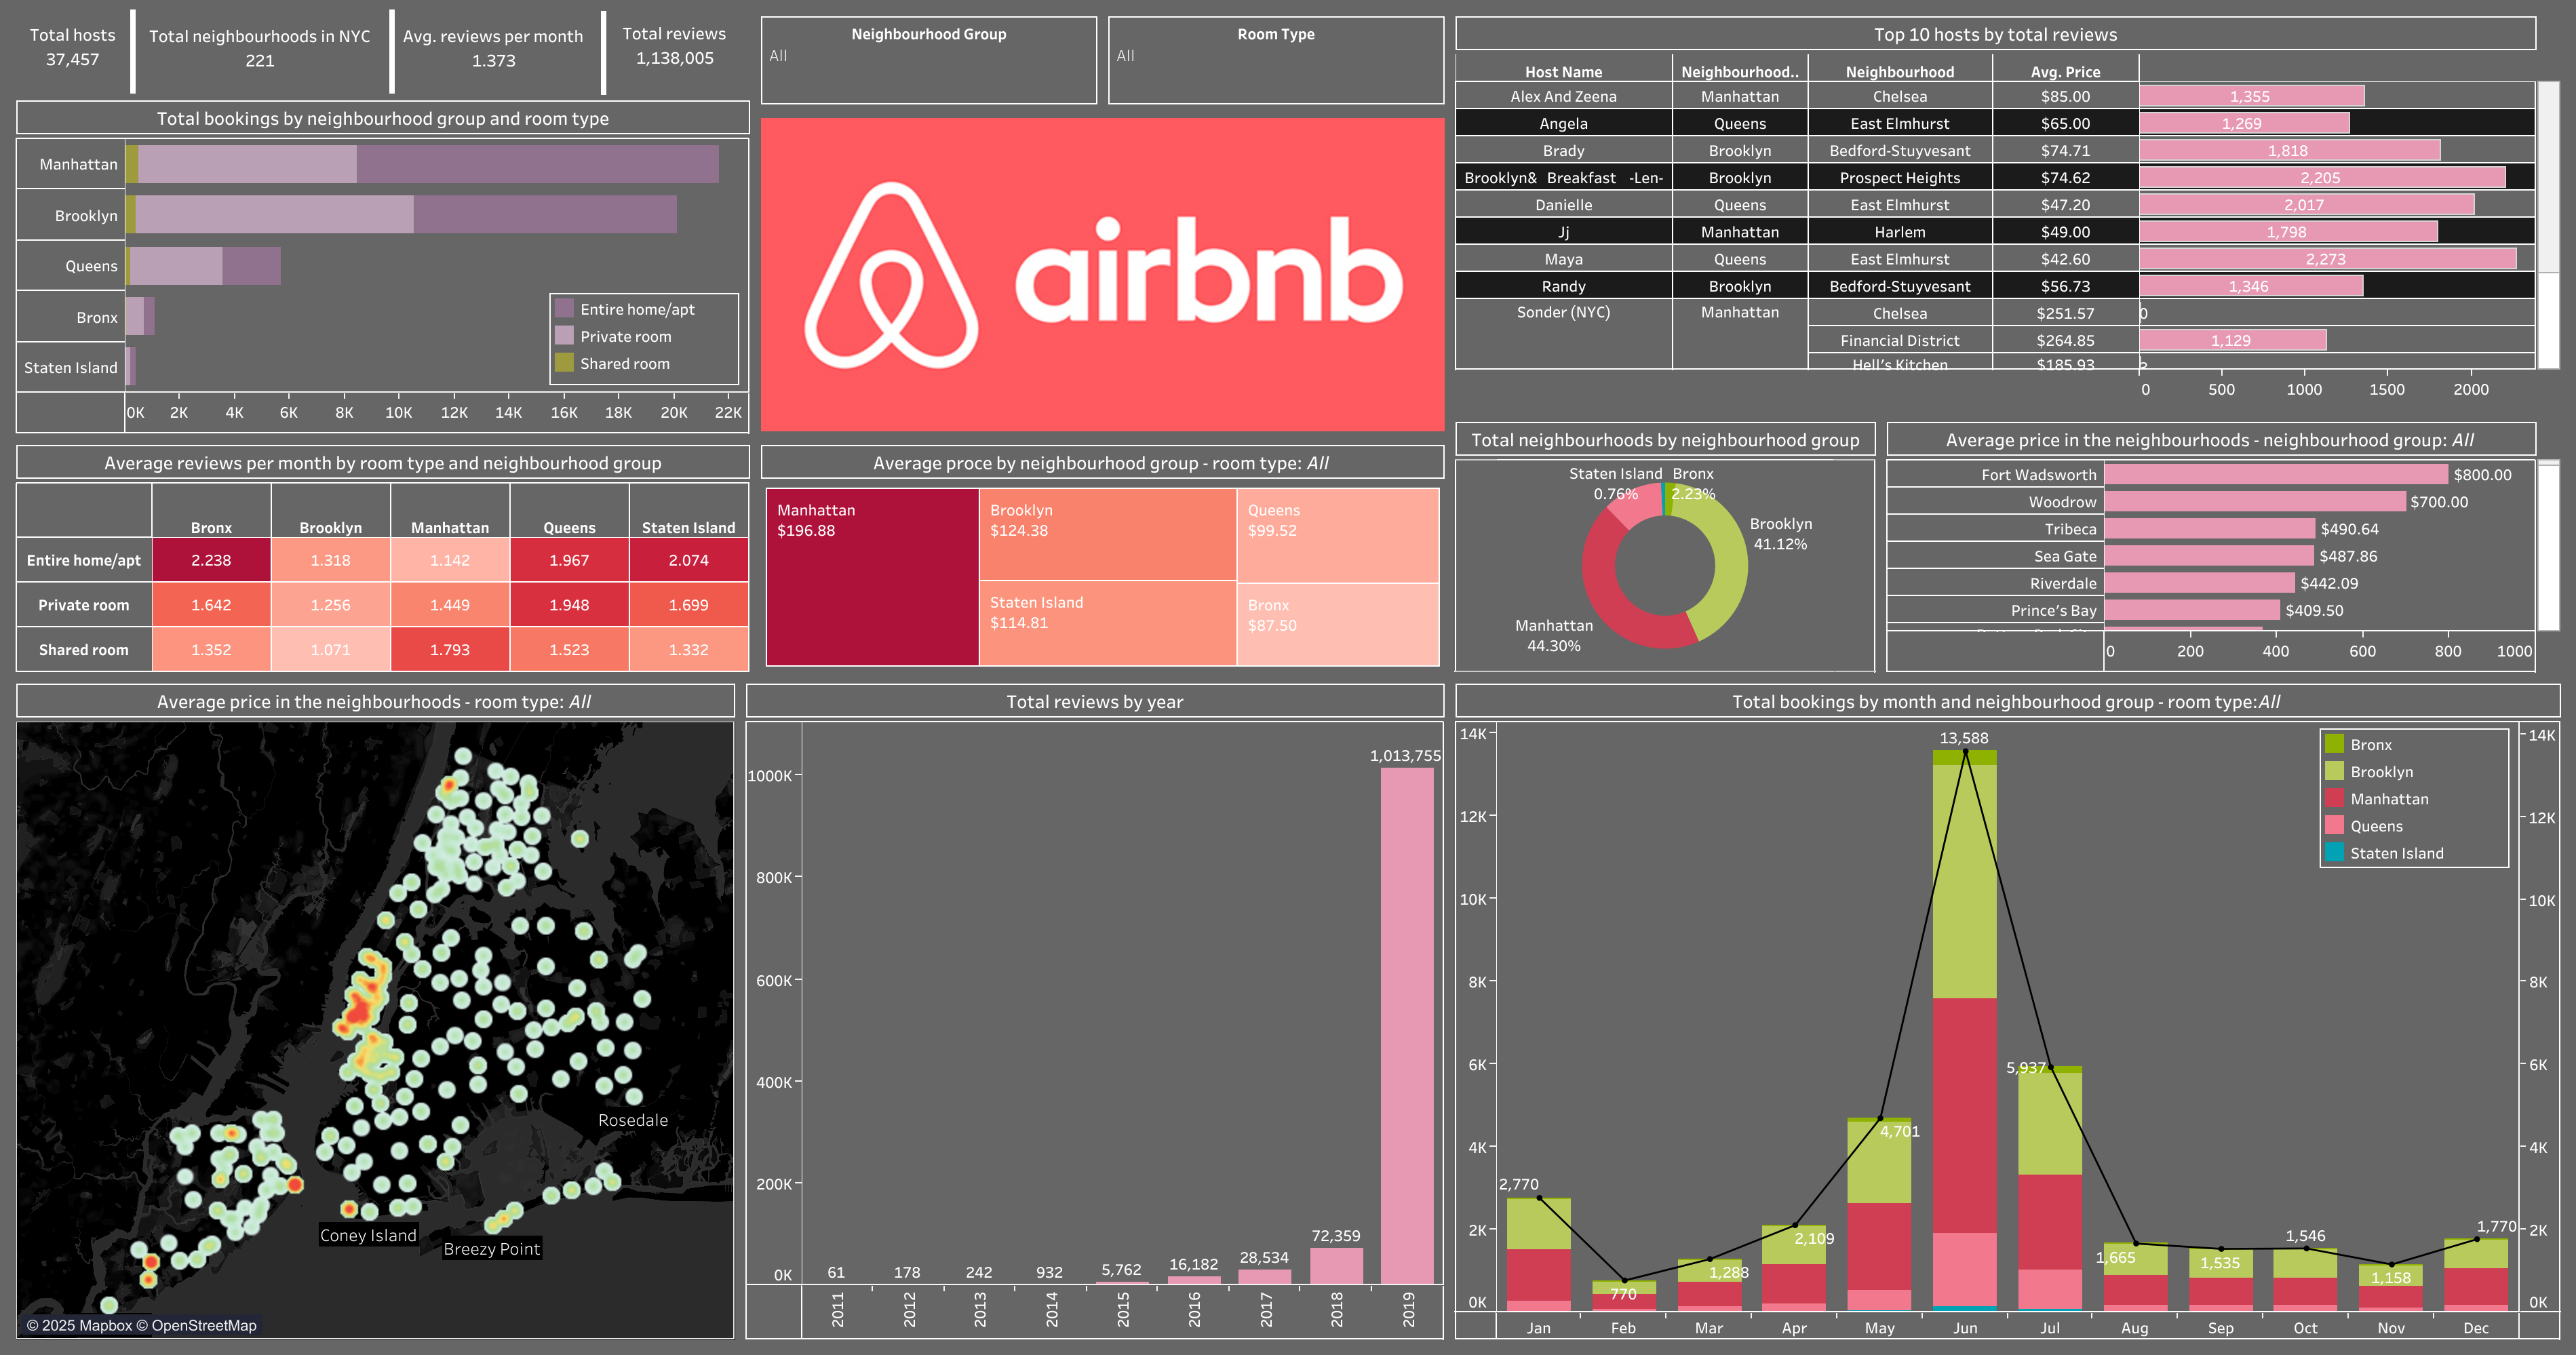 Total hosts
37,457
Total neighbourhoods in NYC
221
Avg. reviews per month
1.373
Total reviews
1,138,005
Neighbourhood Group
All
Room Type
All
Total bookings by neighbourhood group and room type
Manhattan
Brooklyn
Queens
Bronx
Staten Island
Entire home/apt
Private room
Shared room
0K 2K 4K 6K 8K 10K 12K 14K 16K 18K 20K 22K
airbnb
Top 10 hosts by total reviews
Host Name Neighbourhood.. Neighbourhood Avg. Price
Alex And Zeena Manhattan Chelsea $85.00 1,355
Angela Queens East Elmhurst $65.00 1,269
Brady Brooklyn Bedford-Stuyvesant $74.71 1,818
Brooklyn& Breakfast -Len- Brooklyn Prospect Heights $74.62 2,205
Danielle Queens East Elmhurst $47.20 2,017
Jj Manhattan Harlem $49.00 1,798
Maya Queens East Elmhurst $42.60 2,273
Randy Brooklyn Bedford-Stuyvesant $56.73 1,346
Sonder (NYC) Manhattan Chelsea $251.57 0
Financial District $264.85 1,129
Hell's Kitchen $185.93
0 500 1000 1500 2000
Average reviews per month by room type and neighbourhood group
Bronx Brooklyn Manhattan Queens Staten Island
Entire home/apt 2.238 1.318 1.142 1.967 2.074
Private room 1.642 1.256 1.449 1.948 1.699
Shared room 1.352 1.071 1.793 1.523 1.332
Average proce by neighbourhood group - room type: All
Manhattan
$196.88
Brooklyn
$124.38
Staten Island
$114.81
Queens
$99.52
Bronx
$87.50
Total neighbourhoods by neighbourhood group
Staten Island
0.76%
Bronx
2.23%
Brooklyn
41.12%
Manhattan
44.30%
Average price in the neighbourhoods - neighbourhood group: All
Fort Wadsworth $800.00
Woodrow $700.00
Tribeca $490.64
Sea Gate $487.86
Riverdale $442.09
Prince's Bay $409.50
0 200 400 600 800 1000
Average price in the neighbourhoods - room type: All
Rosedale
Coney Island
Breezy Point
© 2025 Mapbox © OpenStreetMap
Total reviews by year
1000K
800K
600K
400K
200K
0K
61 178 242 932 5,762 16,182 28,534 72,359 1,013,755
2011 2012 2013 2014 2015 2016 2017 2018 2019
Total bookings by month and neighbourhood group - room type:All
14K
12K
10K
8K
6K
4K
2K
0K
2,770 770 1,288 2,109 4,701 13,588 5,937 1,665 1,535 1,546 1,158 1,770
Jan Feb Mar Apr May Jun Jul Aug Sep Oct Nov Dec
Bronx
Brooklyn
Manhattan
Queens
Staten Island
14K
12K
10K
8K
6K
4K
2K
0K